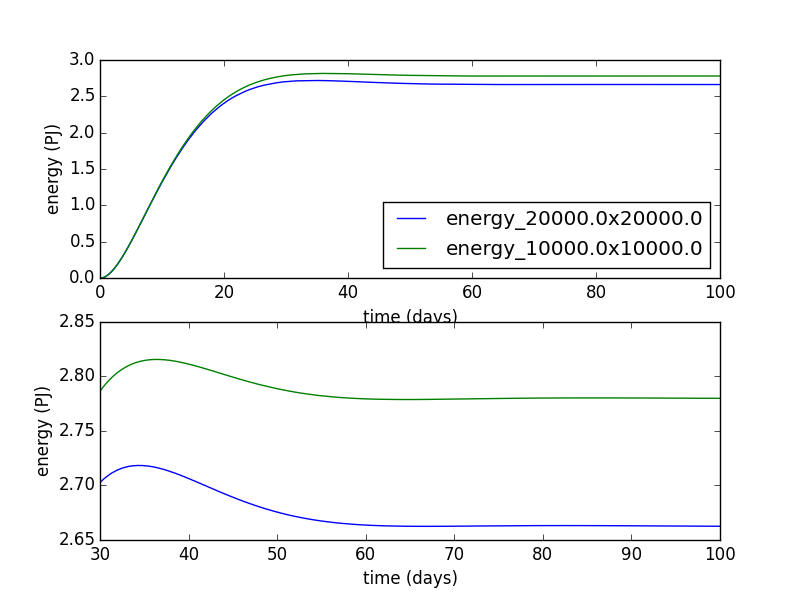 3.0
2.5
2.0
1.5
1.0
0.5
0.0
energy (PJ)
energy_20000.0x20000.0
energy_10000.0x10000.0
0 20 40 60 80 100
time (days)
2.85
2.80
2.75
2.70
2.65
energy (PJ)
30 40 50 60 70 80 90 100
time (days)